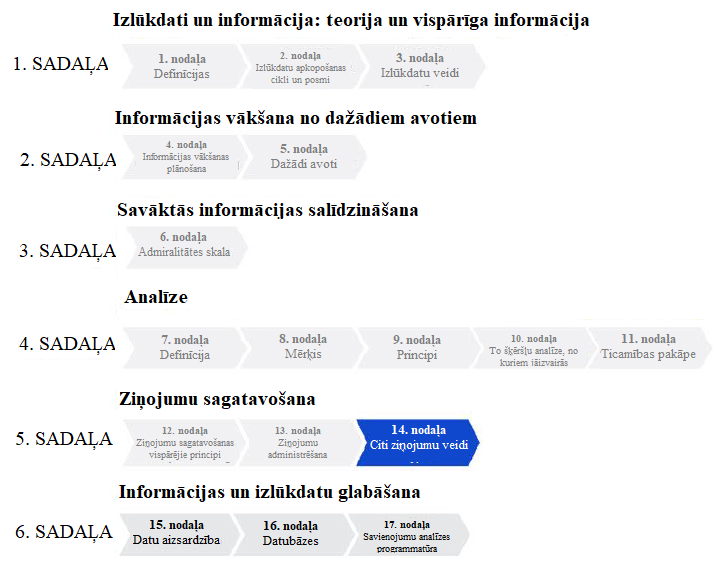 Izlūkdati un informācija: teorija un vispārīga informācija
1. SADAĻA
1. nodaļa
Definīcijas
2. nodaļa
Izlūkdatu apkopošanas
cikli un posmi
3. nodaļa
Izlūkdatu veidi
Informācijas vākšana no dažādiem avotiem
2. SADAĻA
4. nodaļa
Informācijas vākšanas
plānošana
5. nodaļa
Dažādi avoti
Savāktās informācijas salīdzināšana
3. SADAĻA
6. nodaļa
Admiralitātes skala
Analīze
4. SADAĻA
7. nodaļa
Definīcija
8. nodaļa
Mērķis
9. nodaļa
Principi
10. nodaļa
To šķēršļu analīze, no
kuriem jāizvairās
11. nodaļa
Ticamības pakāpe
Ziņojumu sagatavošana
5. SADAĻA
12. nodaļa
Ziņojumu sagatavošanas
vispārējie principi
13. nodaļa
Ziņojumu
administrēšana
14. nodaļa
Citi ziņojumu veidi
Informācijas un izlūkdatu glabāšana
6. SADAĻA
15. nodaļa
Datu aizsardzība
16. nodaļa
Datubāzes
17. nodaļa
Savienojumu analīzes
programmatūra